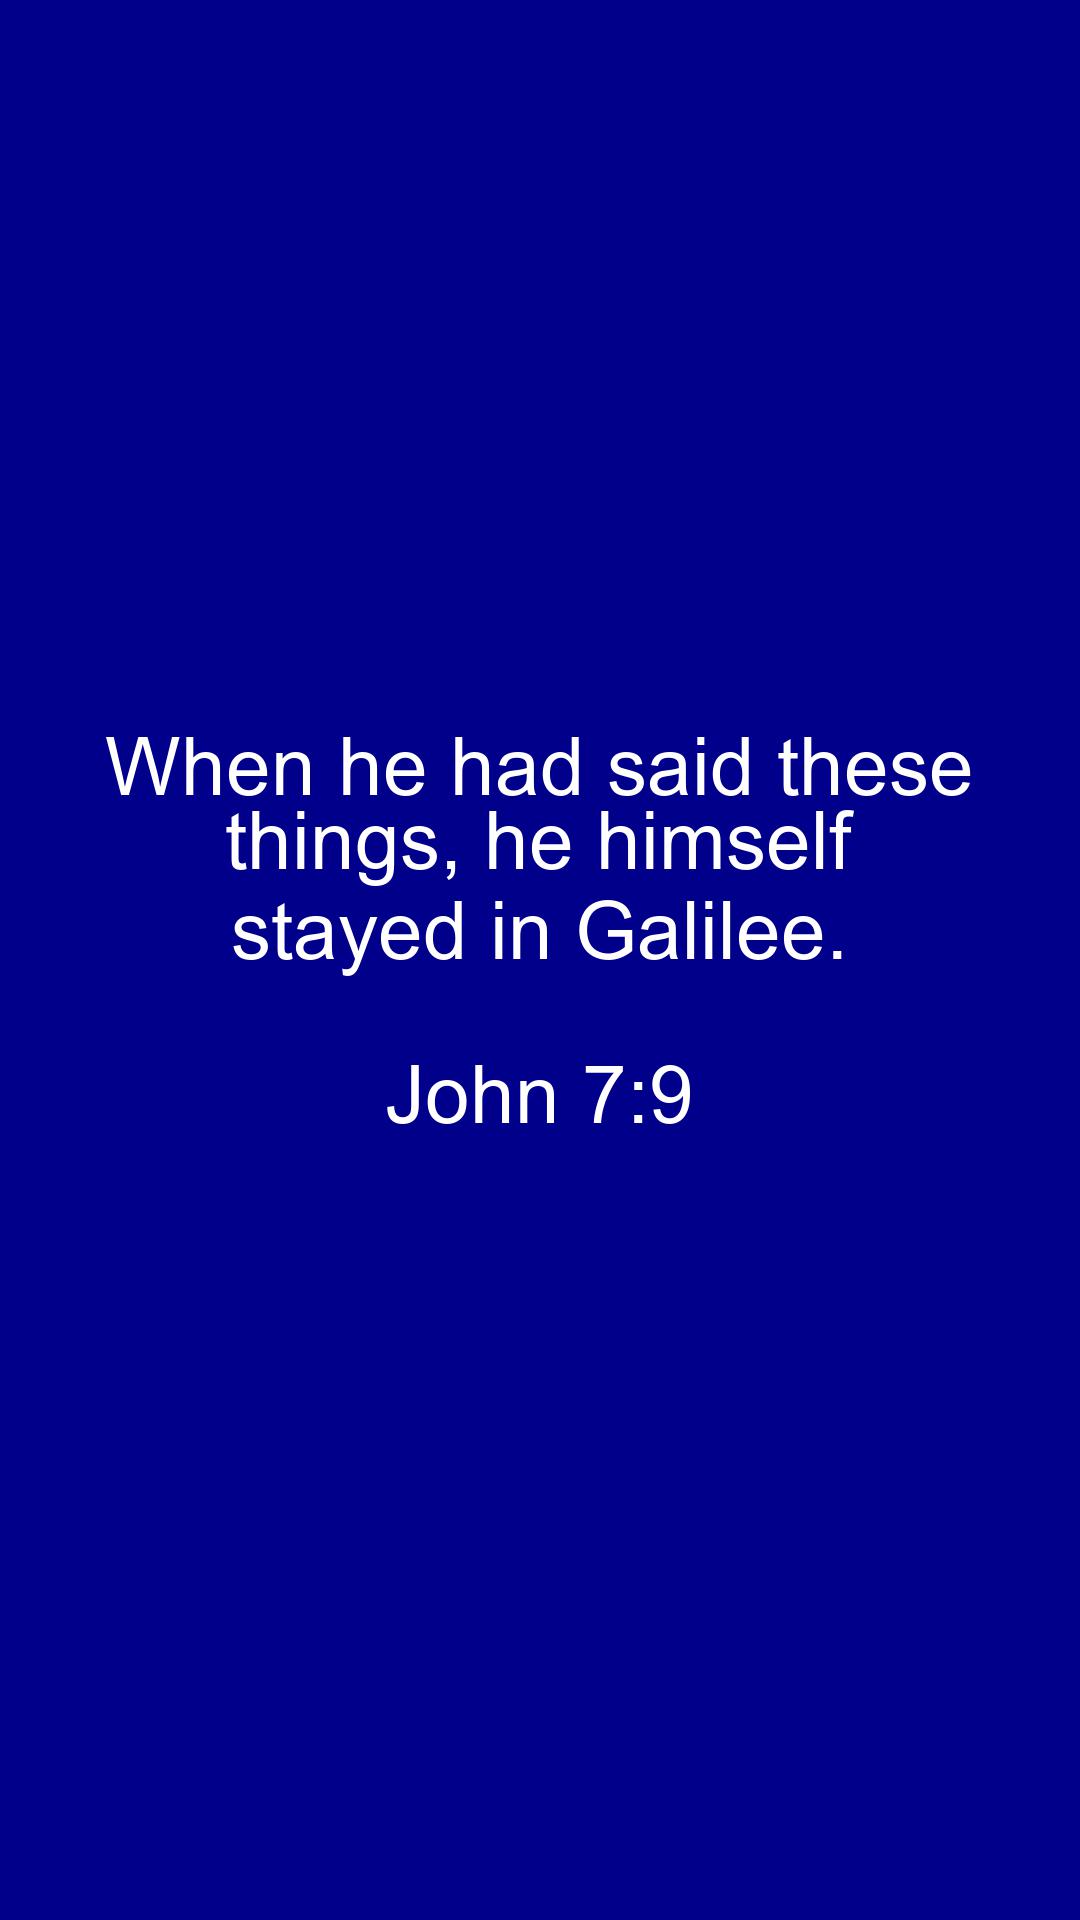 When he had said these
things, he himself
stayed in Galilee.
John 7:9